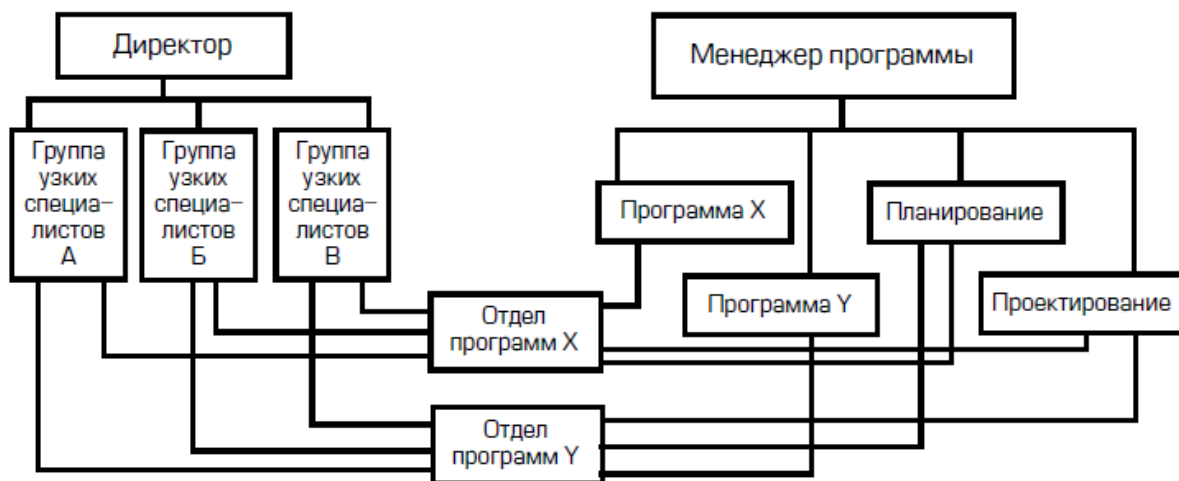 Директор
Менеджер программы
Группа
узких
специа–
листов
А
Группа
узких
специа–
листов
Б
Группа
узких
специа–
листов
В
Программа X
Планирование
Программа Y
Проектирование
Отдел
программ X
Отдел
программ Y